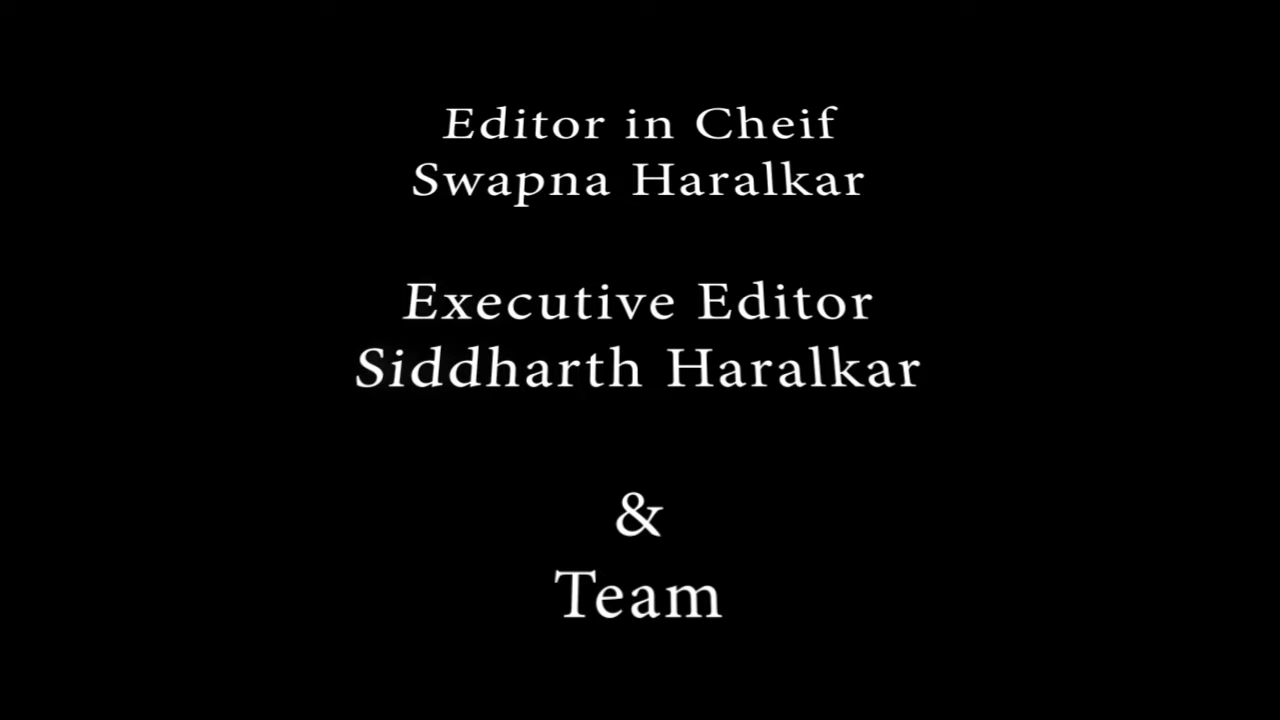 Editor in Cheif
Swapna Haralkar
Executive Editor
Siddharth Haralkar
&
Team